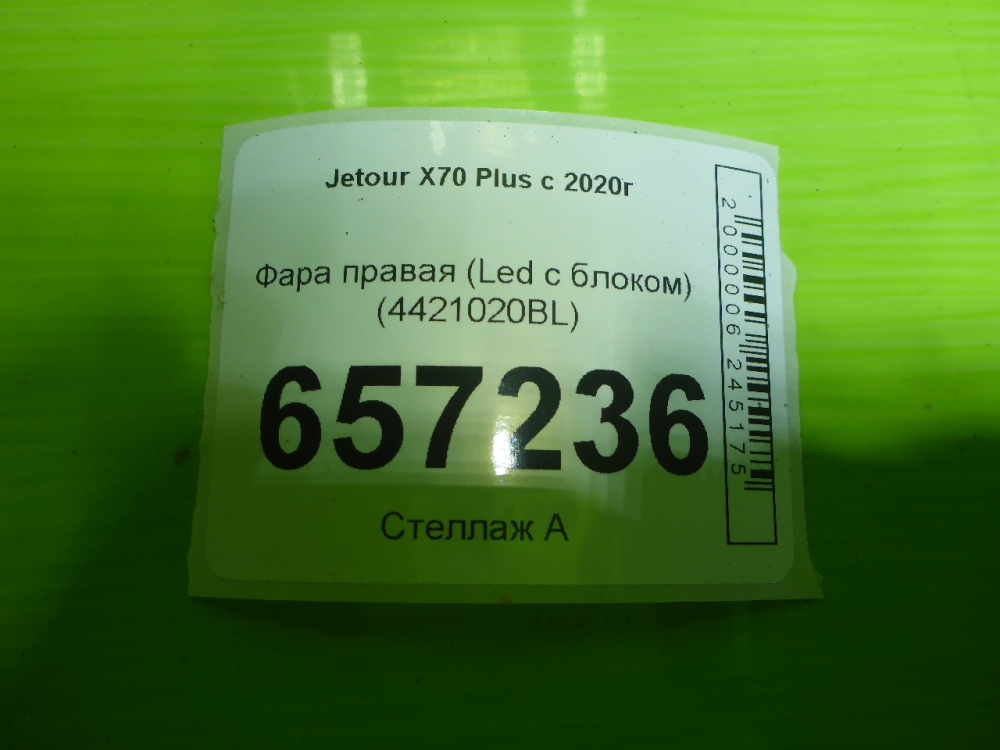 Jetour X70 Plus с 2020г
Фара правая (Led с блоком)
(4421020BL)
657236
Стеллаж А
2000006245175